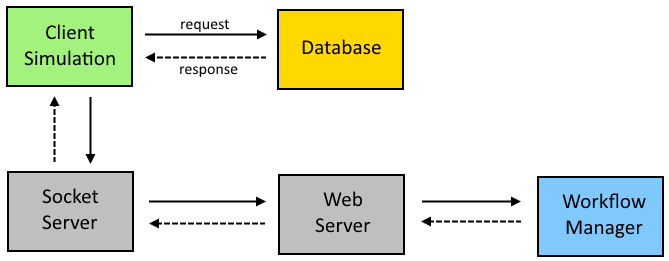 Client
Simulation
request
response
Database
Socket
Server
Web
Server
Workflow
Manager